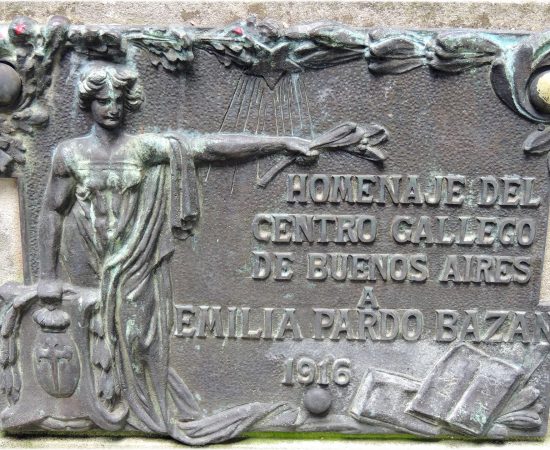 HOMENAJE DEL
CENTRO GALLEGO
DE BUENOS AIRES
A
EMILIA PARDO BAZAN
1916